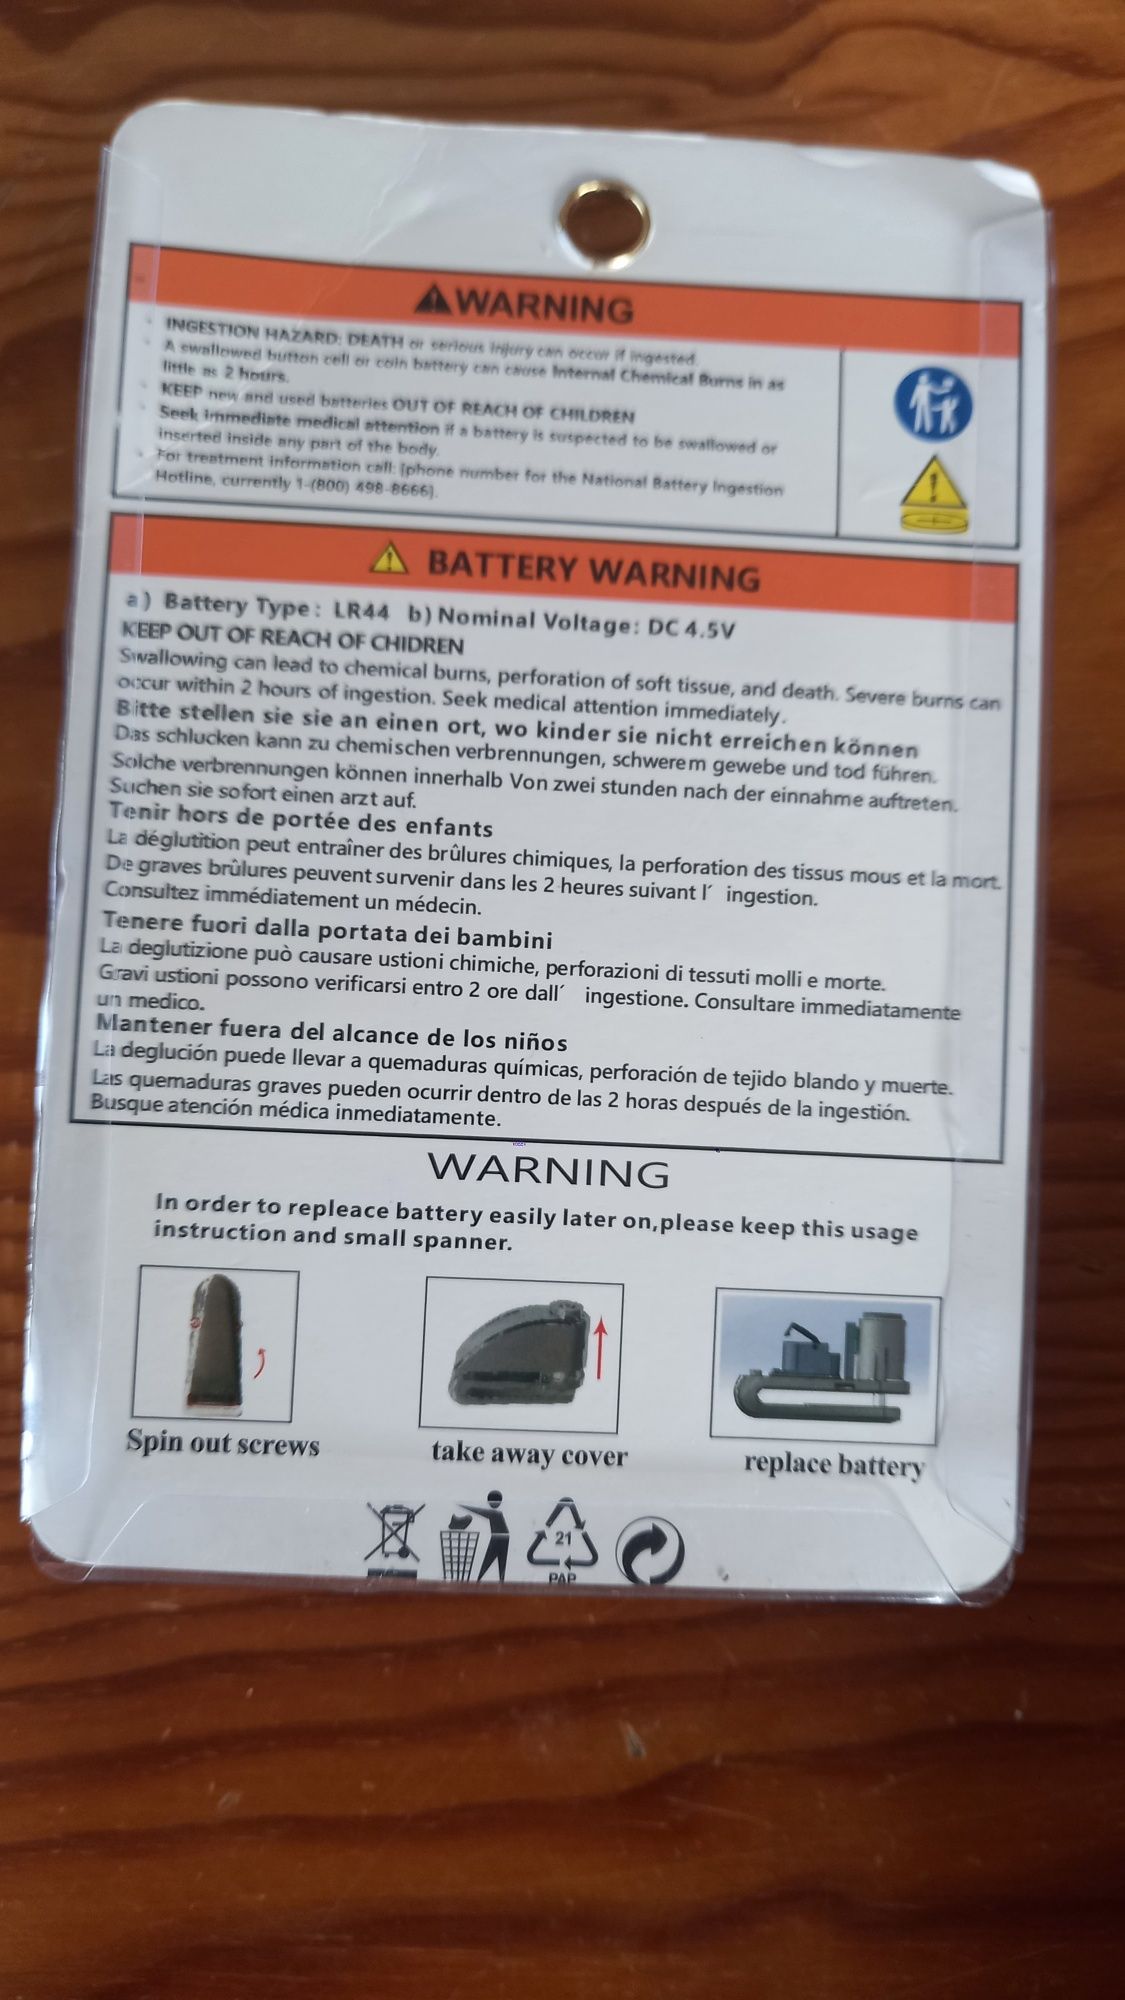 WARNING
INGESTION HAZARD: DEATH or serious injury can occur if ingested.
A swallowed button cell or coin battery can cause Internal Chemical Burns in as
little as 2 hours.
KEEP new and used batteries OUT OF REACH OF CHILDREN
Seek immediate medical attention if a battery is suspected to be swallowed or
inserted inside any part of the body.
For treatment information call: (phone number for the National Battery Ingestion
Hotline, currently 1-(800) 498-8666).
BATTERY WARNING
a) Battery Type: LR44 b) Nominal Voltage: DC 4.5V
KEEP OUT OF REACH OF CHIDREN
Swallowing can lead to chemical burns, perforation of soft tissue, and death. Severe burns can
occur within 2 hours of ingestion. Seek medical attention immediately.
Bitte stellen sie sie an einen ort, wo kinder sie nicht erreichen können
Das schlucken kann zu chemischen verbrennungen, schwerem gewebe und tod führen.
Solche verbrennungen können innerhalb Von zwei stunden nach der einnahme auftreten.
Suchen sie sofort einen arzt auf.
Tenir hors de portée des enfants
La déglutition peut entraîner des brûlures chimiques, la perforation des tissus mous et la mort.
De graves brûlures peuvent survenir dans les 2 heures suivant l´ ingestion.
Consultez immédiatement un médecin.
Tenere fuori dalla portata dei bambini
La deglutizione può causare ustioni chimiche, perforazioni di tessuti molli e morte.
Gravi ustioni possono verificarsi entro 2 ore dall´ ingestione. Consultare immediatamente
un medico.
Mantener fuera del alcance de los niños
La deglución puede llevar a quemaduras químicas, perforación de tejido blando y muerte.
Las quemaduras graves pueden ocurrir dentro de las 2 horas después de la ingestión.
Busque atención médica inmediatamente.
WARNING
In order to repleace battery easily later on,please keep this usage
instruction and small spanner.
Spin out screws
take away cover
replace battery
21
PAP